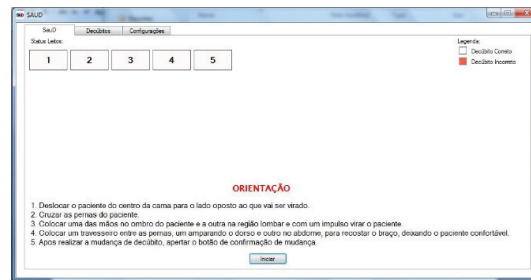 SAUD
SauD Decúbitos Configurações
Status Leitos:
1 2 3 4 5
Legenda:
Decúbito Correto
Decúbito Incorreto
ORIENTAÇÃO
1. Deslocar o paciente do centro da cama para o lado oposto ao que vai ser virado.
2. Cruzar as pernas do paciente.
3. Colocar uma das mãos no ombro do paciente e a outra na região lombar e com um impulso virar o paciente.
4. Colocar um travesseiro entre as pernas, um amparando o dorso e outro no abdome, para recostar o braço, deixando o paciente confortável.
5. Apos realizar a mudança de decúbito, apertar o botão de confirmação de mudança.
Iniciar